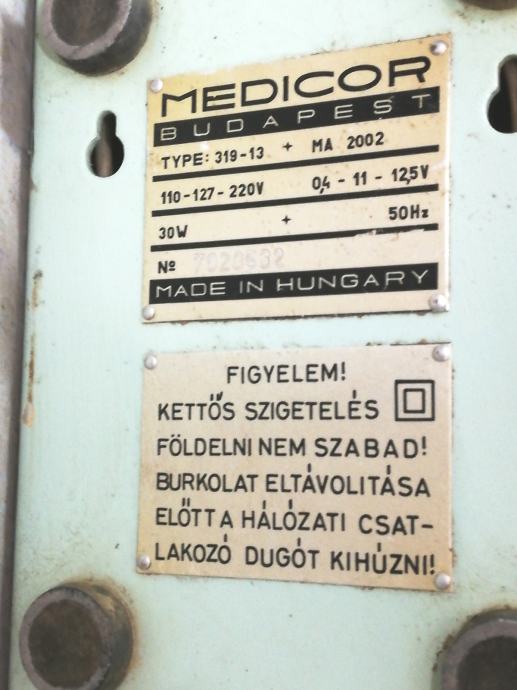 MEDICOR
BUDAPEST
TYPE: 319-13 + MA 2002
110-127-220V 0,4 - 11 - 12,5V
30W + 50Hz
№
MADE IN HUNGARY
FIGYELEM!
KETTŐS SZIGETELÉS
FÖLDELNI NEM SZABAD!
BURKOLAT ELTÁVOLITÁSA
ELŐTT A HÁLÓZATI CSAT-
LAKOZÓ DUGÓT KIHÚZNI!